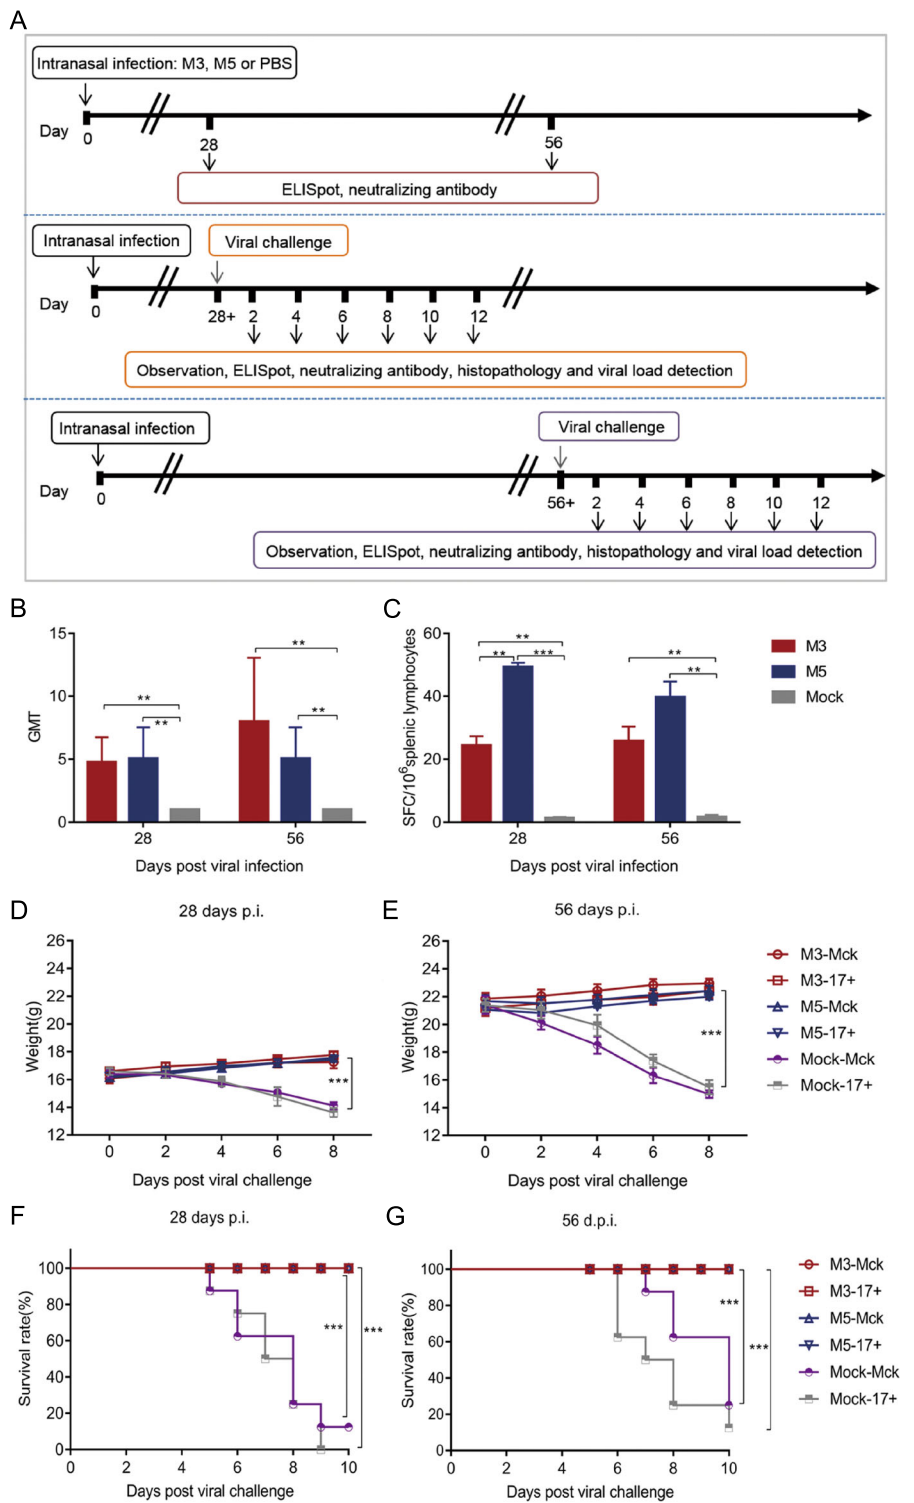 A
Intranasal infection: M3, M5 or PBS
Day
0
28
56
ELISpot, neutralizing antibody
Intranasal infection
Viral challenge
Day
0
28+ 2 4 6 8 10 12
Observation, ELISpot, neutralizing antibody, histopathology and viral load detection
Intranasal infection
Viral challenge
Day
0
56+ 2 4 6 8 10 12
Observation, ELISpot, neutralizing antibody, histopathology and viral load detection
B
GMT
15
10
5
0
**
**
**
**
28 56
Days post viral infection
C
SFC/10⁶splenic lymphocytes
60
40
20
0
**
** ***
**
**
28 56
Days post viral infection
M3
M5
Mock
D
28 days p.i.
Weight(g)
26
24
22
20
18
16
14
12
***
0 2 4 6 8
Days post viral challenge
E
56 days p.i.
Weight(g)
26
24
22
20
18
16
14
12
***
0 2 4 6 8
Days post viral challenge
M3-Mck
M3-17+
M5-Mck
M5-17+
Mock-Mck
Mock-17+
F
28 days p.i.
Survival rate(%)
100
80
60
40
20
0
*** ***
0 2 4 6 8 10
Days post viral challenge
G
56 d.p.i.
Survival rate(%)
100
80
60
40
20
0
***
***
0 2 4 6 8 10
Days post viral challenge
M3-Mck
M3-17+
M5-Mck
M5-17+
Mock-Mck
Mock-17+